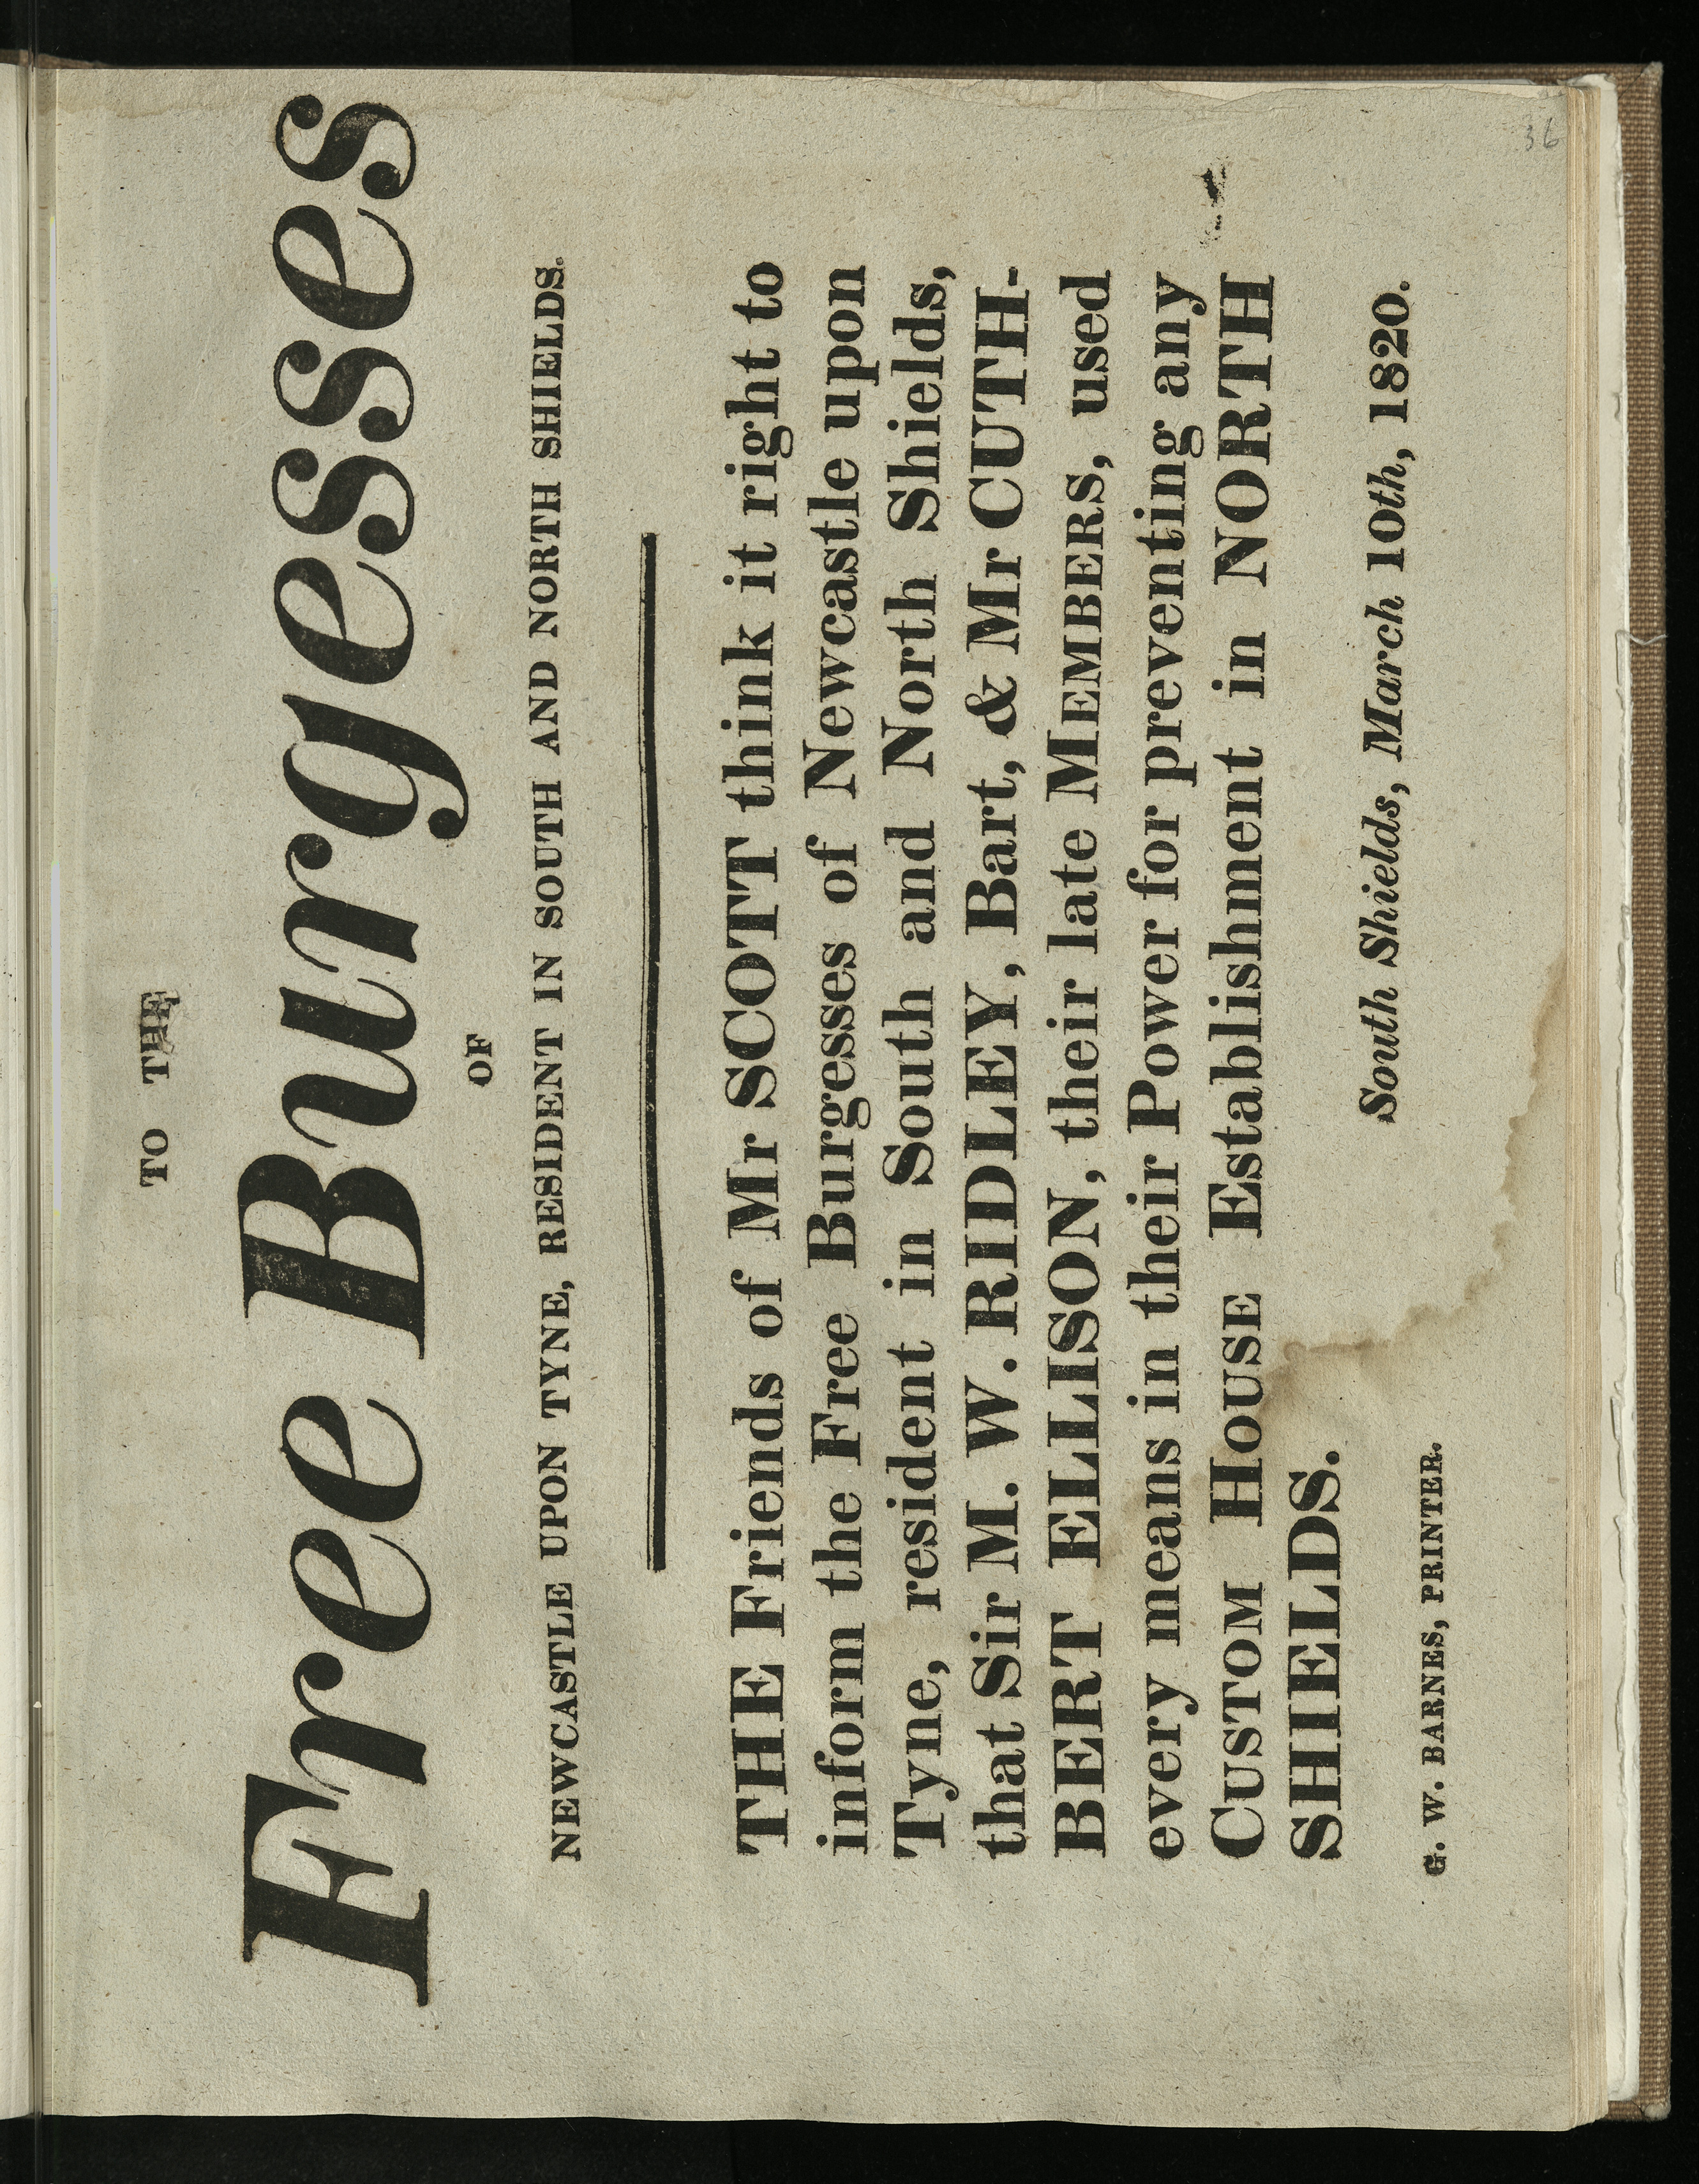 TO THE
Free Burgesses
OF
NEWCASTLE UPON TYNE, RESIDENT IN SOUTH AND NORTH SHIELDS.
THE Friends of Mr SCOTT think it right to
inform the Free Burgesses of Newcastle upon
Tyne, resident in South and North Shields,
that Sir M. W. RIDLEY, Bart, & Mr CUTH-
BERT ELLISON, their late MEMBERS, used
every means in their Power for preventing any
CUSTOM HOUSE Establishment in NORTH
SHIELDS.
South Shields, March 10th, 1820.
G. W. BARNES, PRINTER.
36